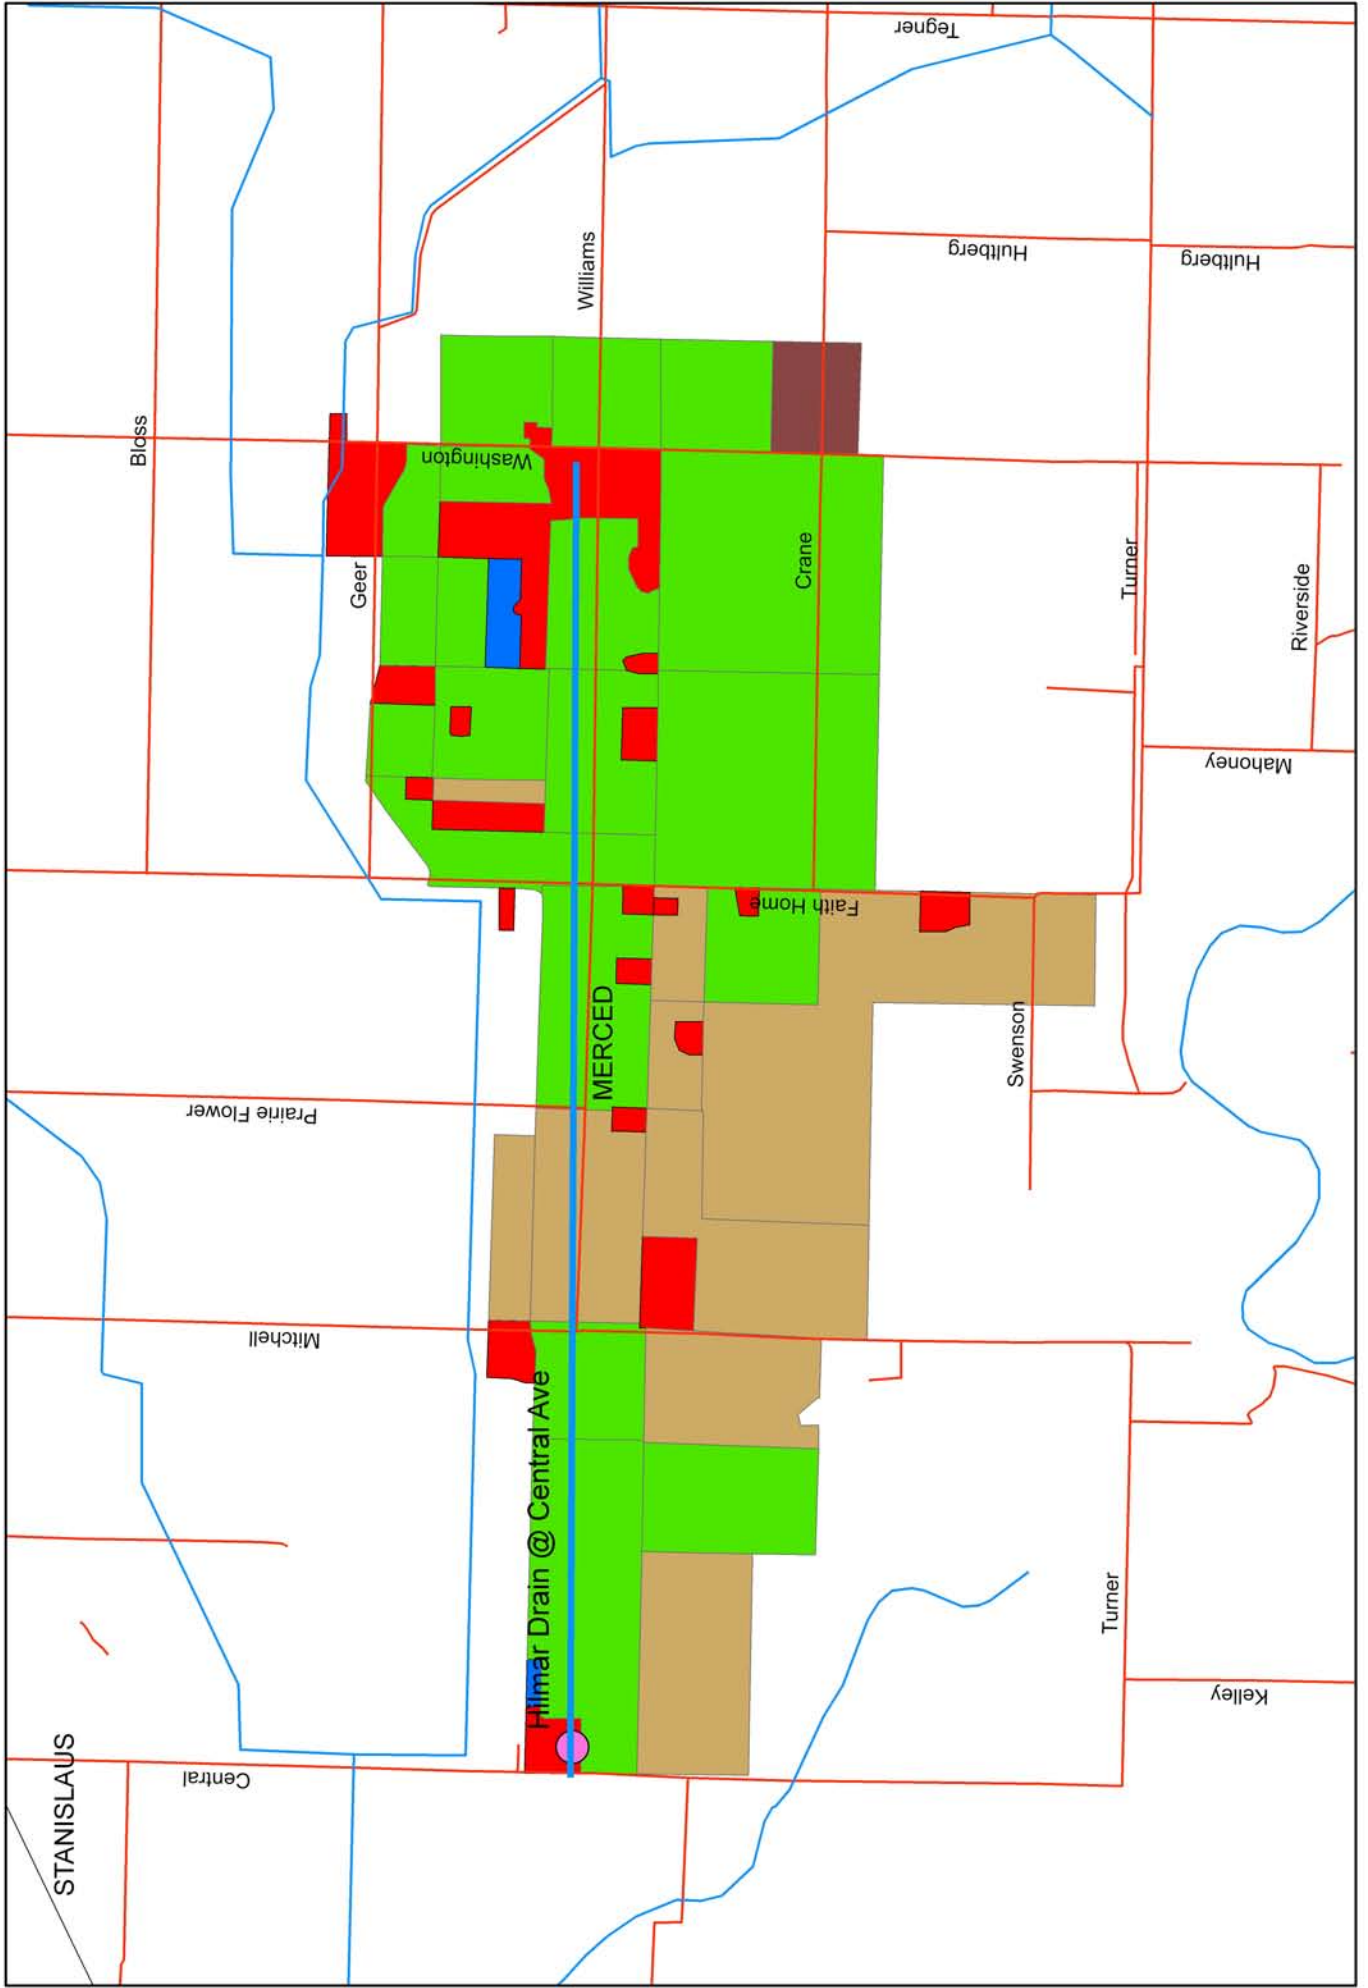 STANISLAUS
Central
Hilmar Drain @ Central Ave
Kelley
Turner
Mitchell
Prairie Flower
MERCED
Swenson
Faith Home
Mahoney
Bloss
Geer
Washington
Williams
Crane
Turner
Riverside
Hultberg
Hultberg
Tegner